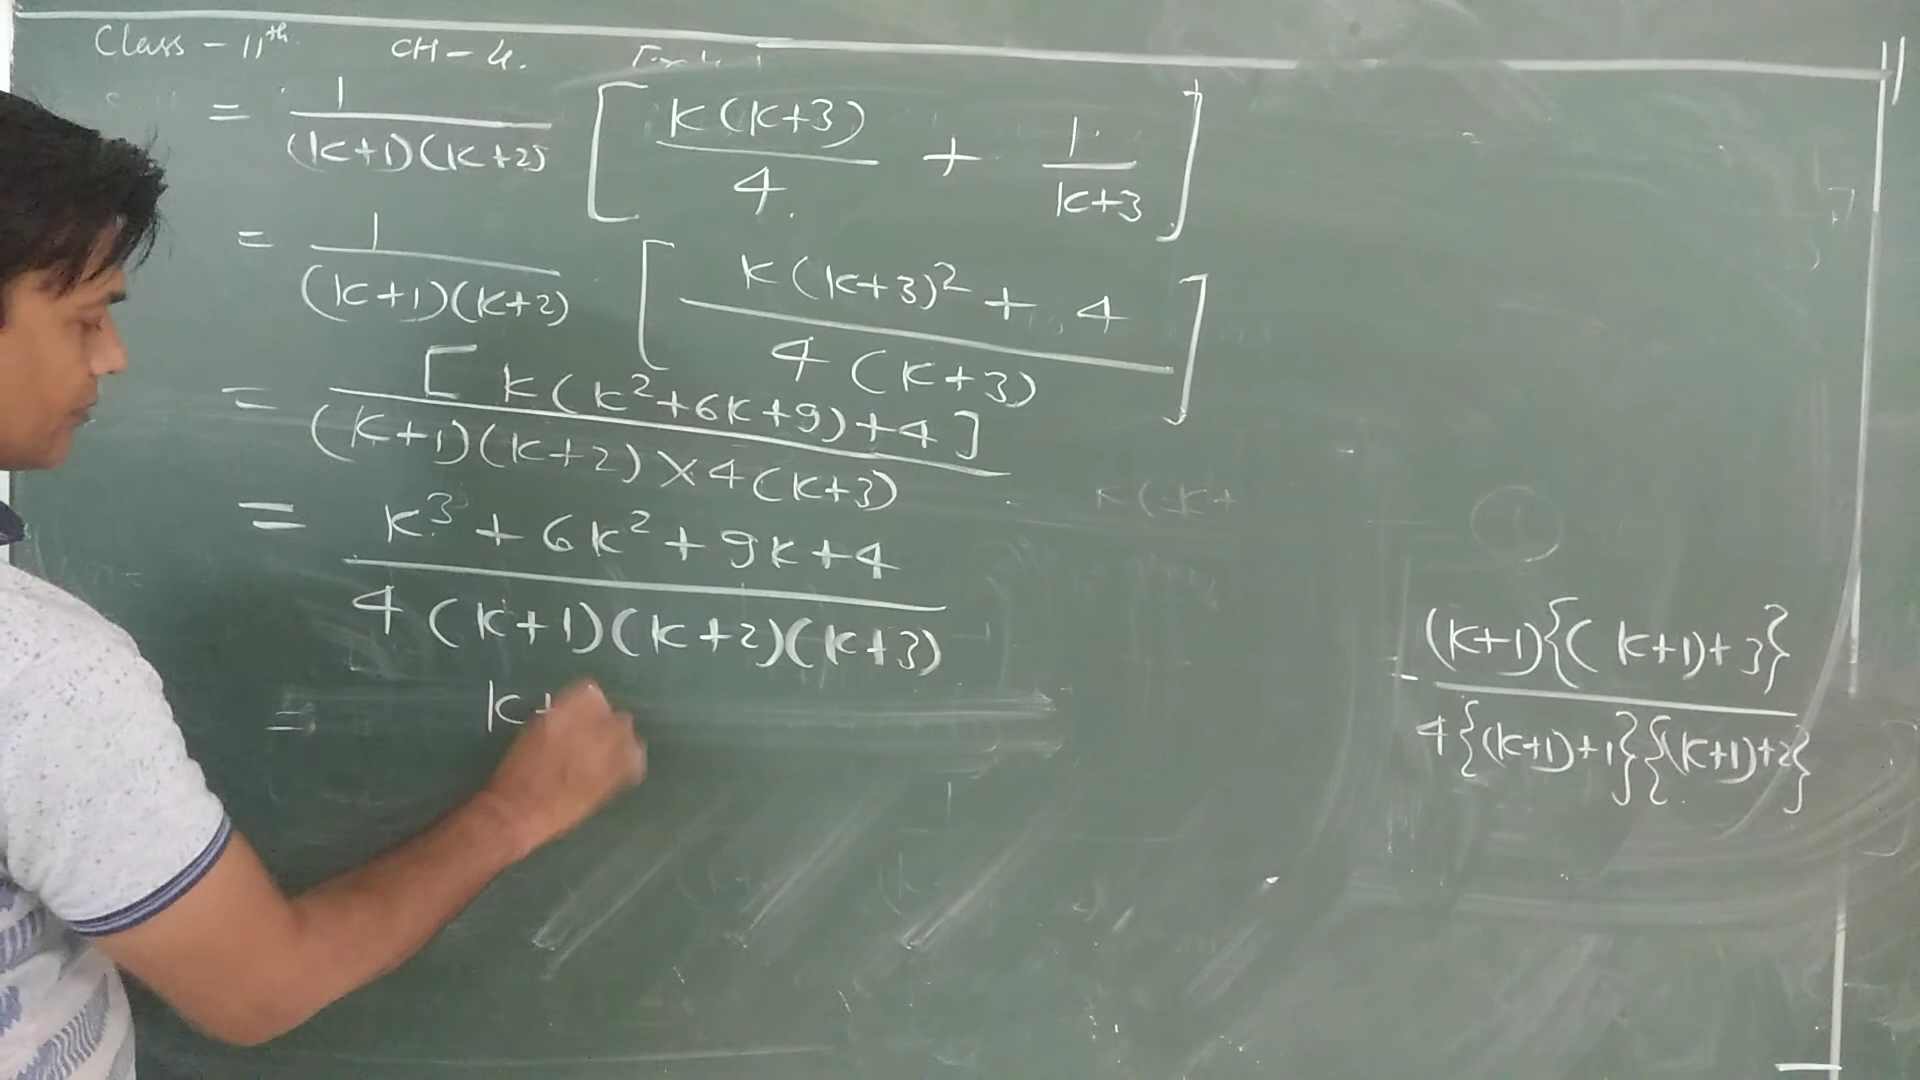 Class - 11th CH - 4.
= 1/((k+1)(k+2)) [ k(k+3)/4 + 1/(k+3) ]
= 1/((k+1)(k+2)) [ (k(k+3)² + 4)/(4(k+3)) ]
= [k(k²+6k+9)+4]/((k+1)(k+2)×4(k+3))
= (k³ + 6k² + 9k + 4)/(4(k+1)(k+2)(k+3))
= k+
(k+1){(k+1)+3}
4{(k+1)+1}{(k+1)+2}